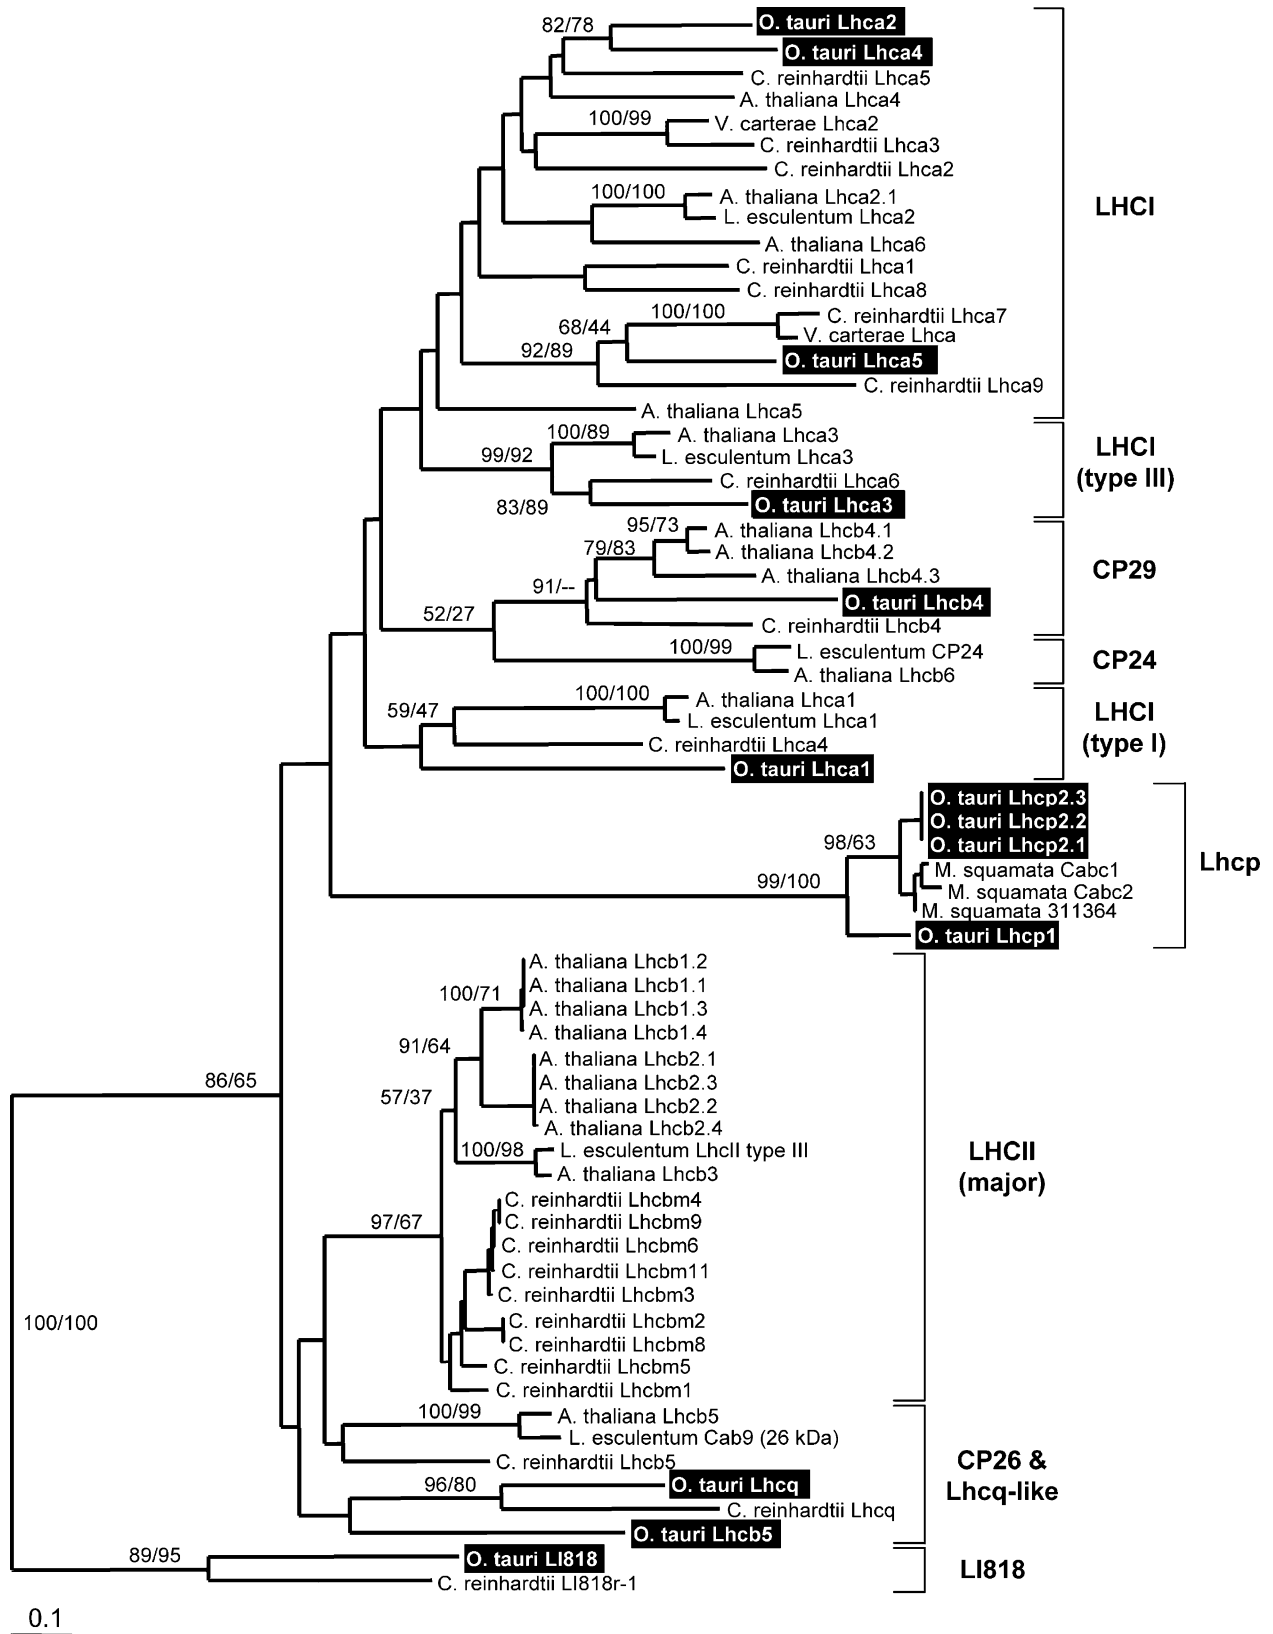 82/78
O. tauri Lhca2
O. tauri Lhca4
C. reinhardtii Lhca5
A. thaliana Lhca4
100/99
V. carterae Lhca2
C. reinhardtii Lhca3
C. reinhardtii Lhca2
100/100
A. thaliana Lhca2.1
L. esculentum Lhca2
LHCI
A. thaliana Lhca6
C. reinhardtii Lhca1
C. reinhardtii Lhca8
100/100
C. reinhardtii Lhca7
68/44
V. carterae Lhca
92/89
O. tauri Lhca5
C. reinhardtii Lhca9
A. thaliana Lhca5
100/89
A. thaliana Lhca3
99/92
L. esculentum Lhca3
LHCI
(type III)
C. reinhardtii Lhca6
83/89
O. tauri Lhca3
95/73
A. thaliana Lhcb4.1
79/83
A. thaliana Lhcb4.2
A. thaliana Lhcb4.3
CP29
91/--
O. tauri Lhcb4
52/27
C. reinhardtii Lhcb4
100/99
L. esculentum CP24
A. thaliana Lhcb6
CP24
100/100
A. thaliana Lhca1
59/47
L. esculentum Lhca1
C. reinhardtii Lhca4
LHCI
(type I)
O. tauri Lhca1
O. tauri Lhcp2.3
O. tauri Lhcp2.2
98/63
O. tauri Lhcp2.1
M. squamata Cabc1
Lhcp
99/100
M. squamata Cabc2
M. squamata 311364
O. tauri Lhcp1
A. thaliana Lhcb1.2
100/71
A. thaliana Lhcb1.1
A. thaliana Lhcb1.3
A. thaliana Lhcb1.4
91/64
A. thaliana Lhcb2.1
86/65
A. thaliana Lhcb2.3
57/37
A. thaliana Lhcb2.2
A. thaliana Lhcb2.4
100/98
L. esculentum LhcII type III
A. thaliana Lhcb3
LHCII
(major)
C. reinhardtii Lhcbm4
97/67
C. reinhardtii Lhcbm9
C. reinhardtii Lhcbm6
C. reinhardtii Lhcbm11
C. reinhardtii Lhcbm3
100/100
C. reinhardtii Lhcbm2
C. reinhardtii Lhcbm8
C. reinhardtii Lhcbm5
C. reinhardtii Lhcbm1
100/99
A. thaliana Lhcb5
L. esculentum Cab9 (26 kDa)
C. reinhardtii Lhcb5
CP26 &
Lhcq-like
96/80
O. tauri Lhcq
C. reinhardtii Lhcq
O. tauri Lhcb5
89/95
O. tauri LI818
C. reinhardtii LI818r-1
LI818
0.1